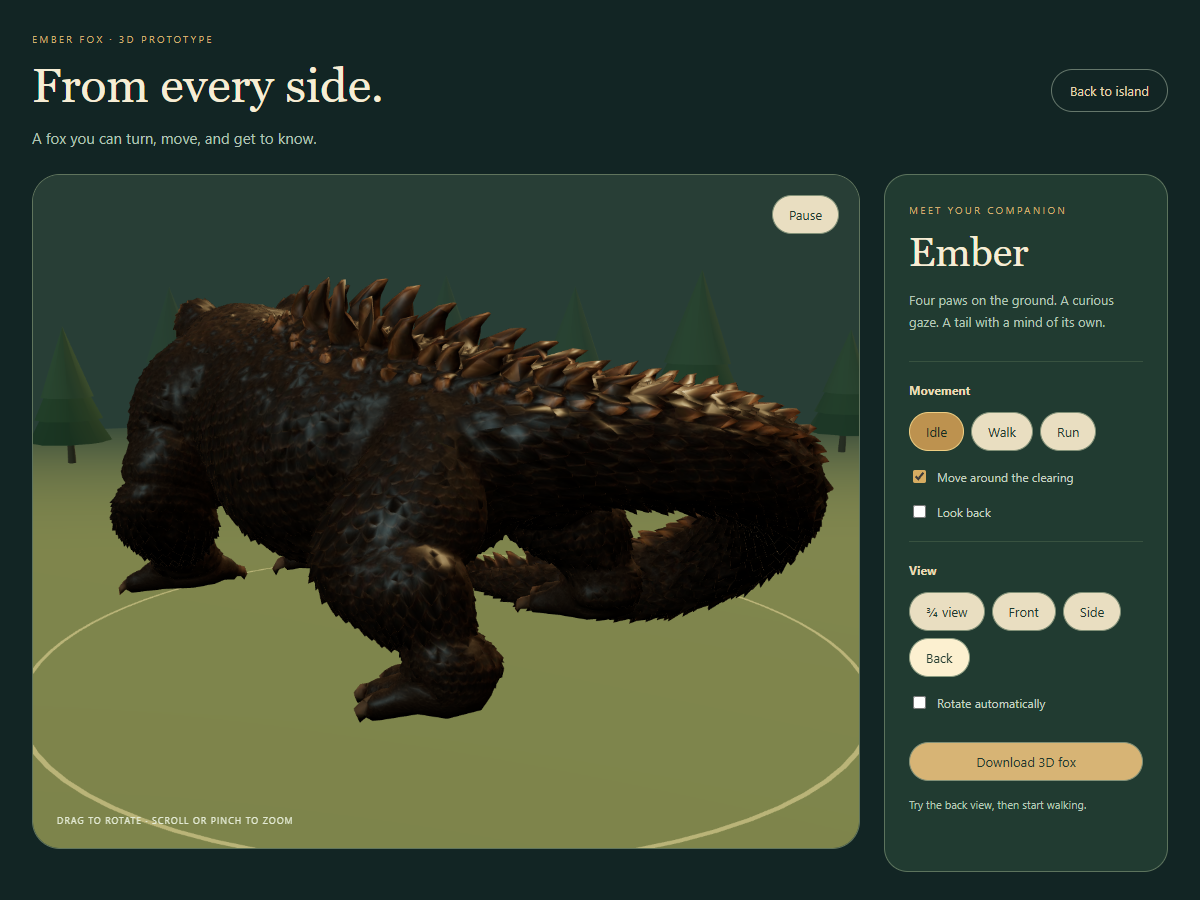 EMBER FOX · 3D PROTOTYPE
From every side.
A fox you can turn, move, and get to know.
Back to island
Pause
DRAG TO ROTATE · SCROLL OR PINCH TO ZOOM
MEET YOUR COMPANION
Ember
Four paws on the ground. A curious
gaze. A tail with a mind of its own.
Movement
Idle Walk Run
Move around the clearing
Look back
View
¾ view Front Side
Back
Rotate automatically
Download 3D fox
Try the back view, then start walking.